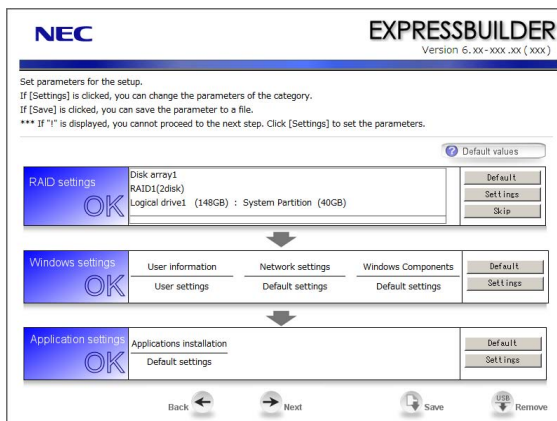 NEC
EXPRESSBUILDER
Version 6.xx-xxx.xx (xxx)
Set parameters for the setup.
If [Settings] is clicked, you can change the parameters of the category.
If [Save] is clicked, you can save the parameter to a file.
*** If "!" is displayed, you cannot proceed to the next step. Click [Settings] to set the parameters.
? Default values
RAID settings
OK
Disk array1
RAID1(2disk)
Logical drive1 (148GB) : System Partition (40GB)
Default
Settings
Skip
Windows settings
OK
User information Network settings Windows Components
User settings Default settings Default settings
Default
Settings
Application settings
OK
Applications installation
Default settings
Default
Settings
Back Next Save USB Remove